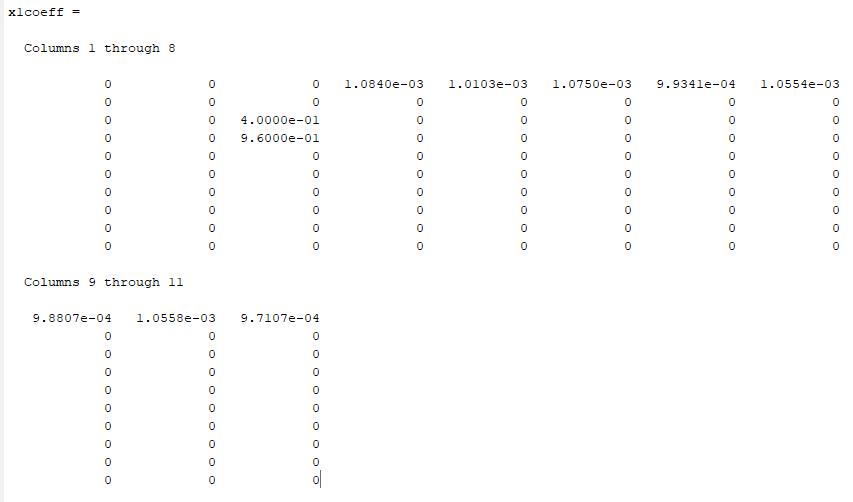 xlcoeff =
Columns 1 through 8
0 0 0 1.0840e-03 1.0103e-03 1.0750e-03 9.9341e-04 1.0554e-03
0 0 0 0 0 0 0 0
0 0 4.0000e-01 0 0 0 0 0
0 0 9.6000e-01 0 0 0 0 0
0 0 0 0 0 0 0 0
0 0 0 0 0 0 0 0
0 0 0 0 0 0 0 0
0 0 0 0 0 0 0 0
0 0 0 0 0 0 0 0
0 0 0 0 0 0 0 0
Columns 9 through 11
9.8807e-04 1.0558e-03 9.7107e-04
0 0 0
0 0 0
0 0 0
0 0 0
0 0 0
0 0 0
0 0 0
0 0 0
0 0 0